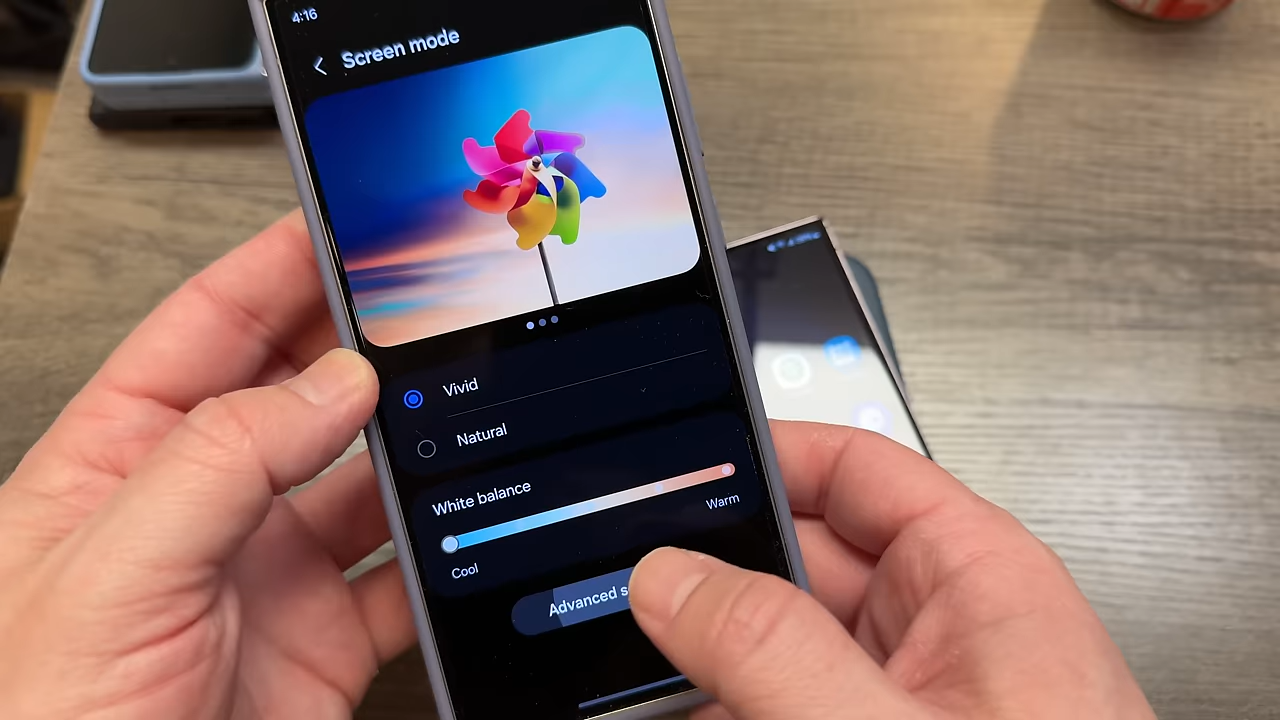 4:16
Screen mode
Vivid
Natural
White balance
Cool
Warm
Advanced s